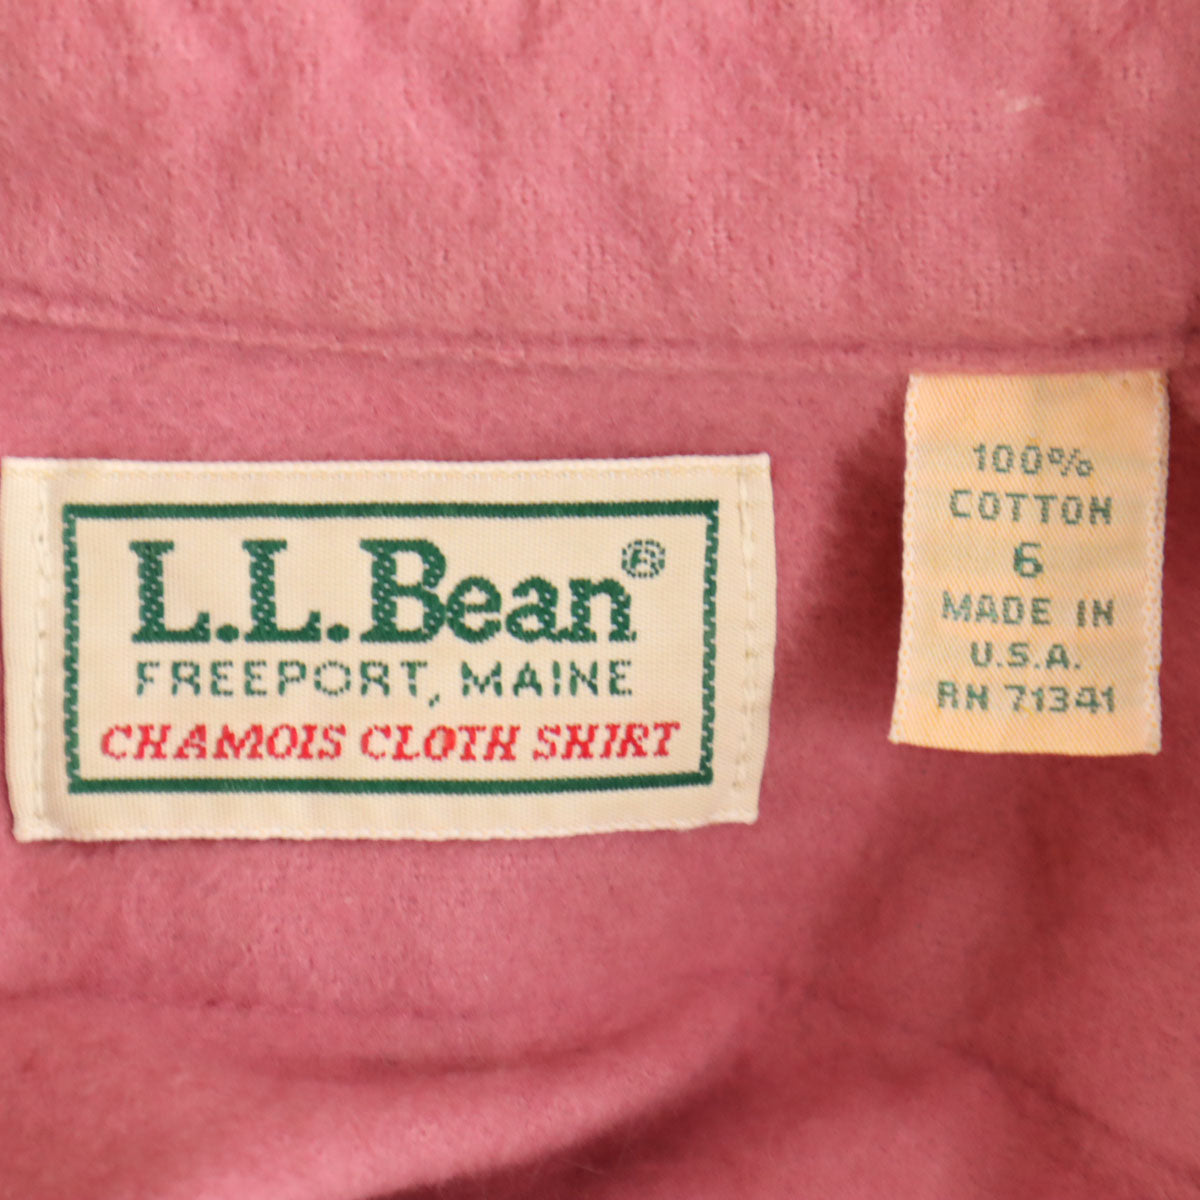 L.L.Bean®
FREEPORT, MAINE
CHAMOIS CLOTH SHIRT
100%
COTTON
6
MADE IN
U.S.A.
RN 71341